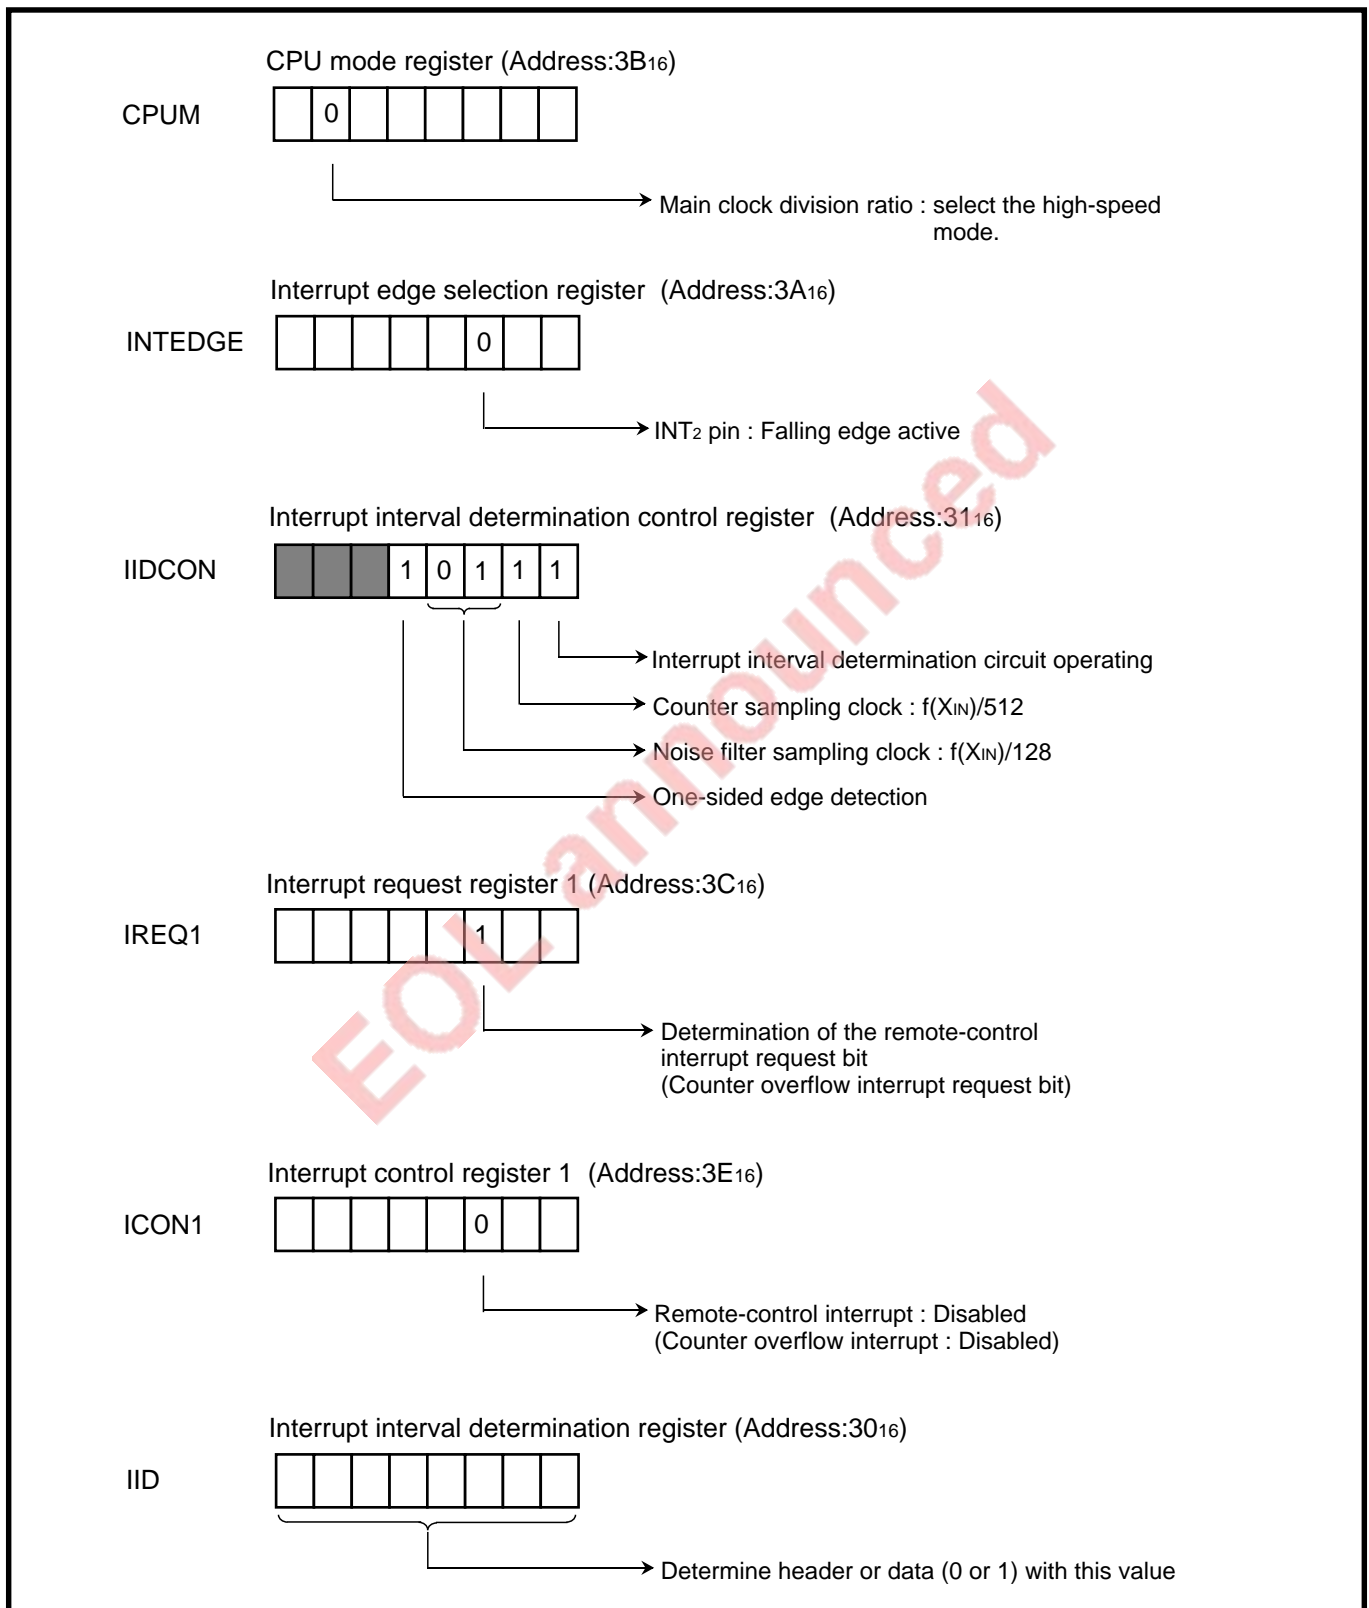 CPU mode register (Address:3B16)
CPUM
0
Main clock division ratio : select the high-speed
mode.
Interrupt edge selection register (Address:3A16)
INTEDGE
0
INT2 pin : Falling edge active
Interrupt interval determination control register (Address:3116)
IIDCON
1 0 1 1 1
Interrupt interval determination circuit operating
Counter sampling clock : f(XIN)/512
Noise filter sampling clock : f(XIN)/128
One-sided edge detection
Interrupt request register 1 (Address:3C16)
IREQ1
1
Determination of the remote-control
interrupt request bit
(Counter overflow interrupt request bit)
Interrupt control register 1 (Address:3E16)
ICON1
0
Remote-control interrupt : Disabled
(Counter overflow interrupt : Disabled)
Interrupt interval determination register (Address:3016)
IID
Determine header or data (0 or 1) with this value
EOL announced